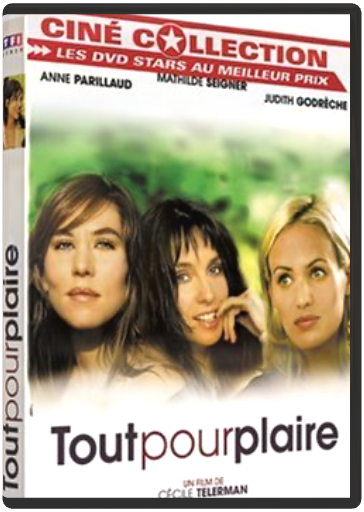 TF1
CINÉ COLLECTION
LES DVD STARS AU MEILLEUR PRIX
ANNE PARILLAUD
MATHILDE SEIGNER
JUDITH GODRÈCHE
Toutpourplaire
Toutpourplaire
UN FILM DE
CÉCILE TELERMAN